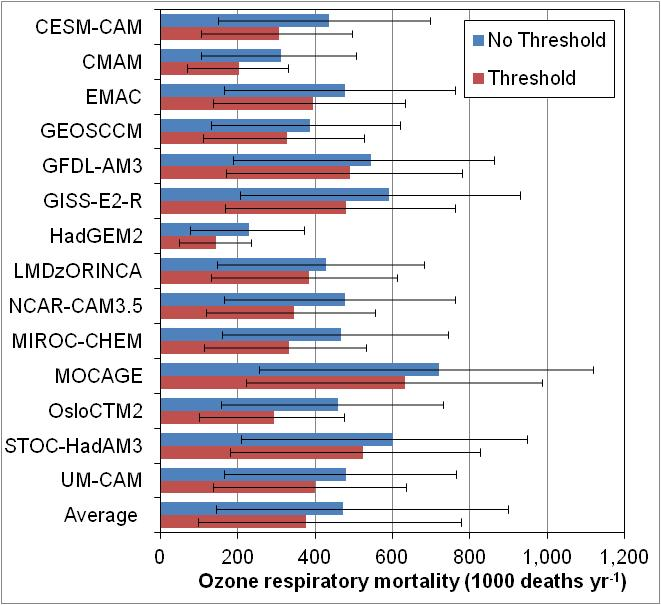 No Threshold
Threshold
CESM-CAM
CMAM
EMAC
GEOSCCM
GFDL-AM3
GISS-E2-R
HadGEM2
LMDzORINCA
NCAR-CAM3.5
MIROC-CHEM
MOCAGE
OsloCTM2
STOC-HadAM3
UM-CAM
Average
0 200 400 600 800 1,000 1,200
Ozone respiratory mortality (1000 deaths yr⁻¹)